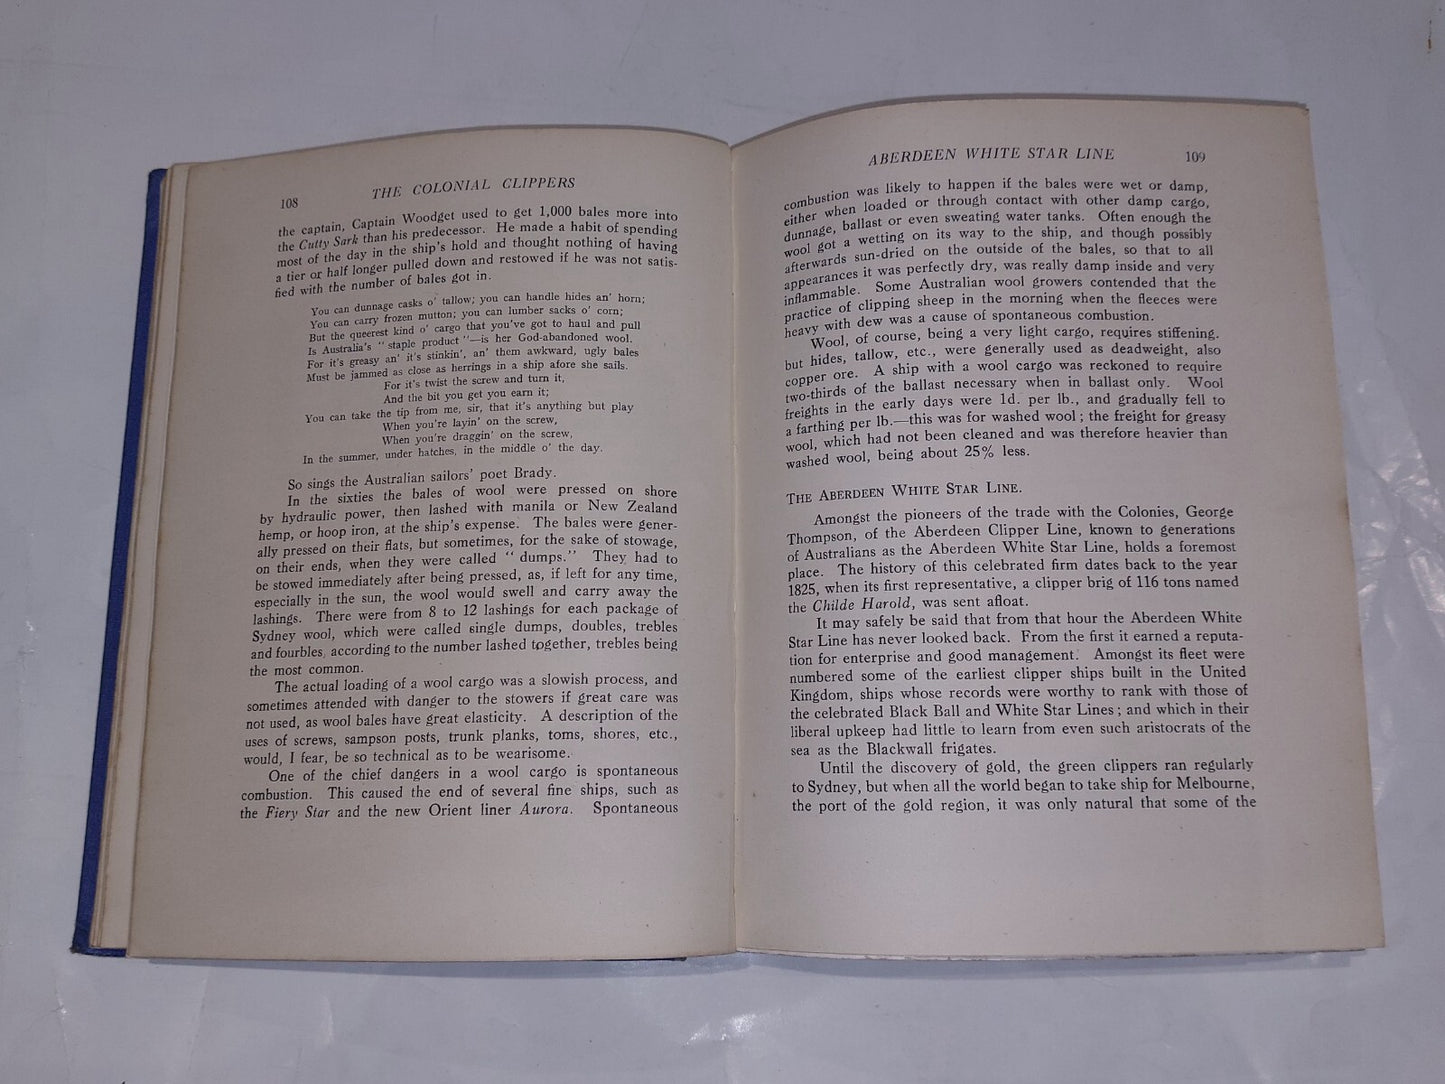 108 THE COLONIAL CLIPPERS
the captain, Captain Woodget used to get 1,000 bales more into
the Cutty Sark than his predecessor. He made a habit of spending
most of the day in the ship's hold and thought nothing of having
a tier or half longer pulled down and restowed if he was not satis-
fied with the number of bales got in.
You can dunnage casks o' tallow; you can handle hides an' horn;
You can carry frozen mutton; you can lumber sacks o' corn;
But the queerest kind o' cargo that you've got to haul and pull
Is Australia's "staple product"—is her God-abandoned wool.
For it's greasy an' it's stinkin', an' them awkward, ugly bales
Must be jammed as close as herrings in a ship afore she sails.
For it's twist the screw and turn it,
And the bit you get you earn it;
You can take the tip from me, sir, that it's anything but play
When you're layin' on the screw,
When you're draggin' on the screw,
In the summer, under hatches, in the middle o' the day.
So sings the Australian sailors' poet Brady.
In the sixties the bales of wool were pressed on shore
by hydraulic power, then lashed with manila or New Zealand
hemp, or hoop iron, at the ship's expense. The bales were gener-
ally pressed on their flats, but sometimes, for the sake of stowage,
on their ends, when they were called "dumps." They had to
be stowed immediately after being pressed, as, if left for any time,
especially in the sun, the wool would swell and carry away the
lashings. There were from 8 to 12 lashings for each package of
Sydney wool, which were called single dumps, doubles, trebles
and fourbles, according to the number lashed together, trebles being
the most common.
The actual loading of a wool cargo was a slowish process, and
sometimes attended with danger to the stowers if great care was
not used, as wool bales have great elasticity. A description of the
uses of screws, sampson posts, trunk planks, toms, shores, etc.,
would, I fear, be so technical as to be wearisome.
One of the chief dangers in a wool cargo is spontaneous
combustion. This caused the end of several fine ships, such as
the Fiery Star and the new Orient liner Aurora. Spontaneous
ABERDEEN WHITE STAR LINE 109
combustion was likely to happen if the bales were wet or damp,
either when loaded or through contact with other damp cargo,
dunnage, ballast or even sweating water tanks. Often enough the
wool got a wetting on its way to the ship, and though possibly
afterwards sun-dried on the outside of the bales, so that to all
appearances it was perfectly dry, was really damp inside and very
inflammable. Some Australian wool growers contended that the
practice of clipping sheep in the morning when the fleeces were
heavy with dew was a cause of spontaneous combustion.
Wool, of course, being a very light cargo, requires stiffening.
but hides, tallow, etc., were generally used as deadweight, also
copper ore. A ship with a wool cargo was reckoned to require
two-thirds of the ballast necessary when in ballast only. Wool
freights in the early days were 1d. per lb., and gradually fell to
a farthing per lb.—this was for washed wool; the freight for greasy
wool, which had not been cleaned and was therefore heavier than
washed wool, being about 25% less.
THE ABERDEEN WHITE STAR LINE.
Amongst the pioneers of the trade with the Colonies, George
Thompson, of the Aberdeen Clipper Line, known to generations
of Australians as the Aberdeen White Star Line, holds a foremost
place. The history of this celebrated firm dates back to the year
1825, when its first representative, a clipper brig of 116 tons named
the Childe Harold, was sent afloat.
It may safely be said that from that hour the Aberdeen White
Star Line has never looked back. From the first it earned a reputa-
tion for enterprise and good management. Amongst its fleet were
numbered some of the earliest clipper ships built in the United
Kingdom, ships whose records were worthy to rank with those of
the celebrated Black Ball and White Star Lines; and which in their
liberal upkeep had little to learn from even such aristocrats of the
sea as the Blackwall frigates.
Until the discovery of gold, the green clippers ran regularly
to Sydney, but when all the world began to take ship for Melbourne,
the port of the gold region, it was only natural that some of the